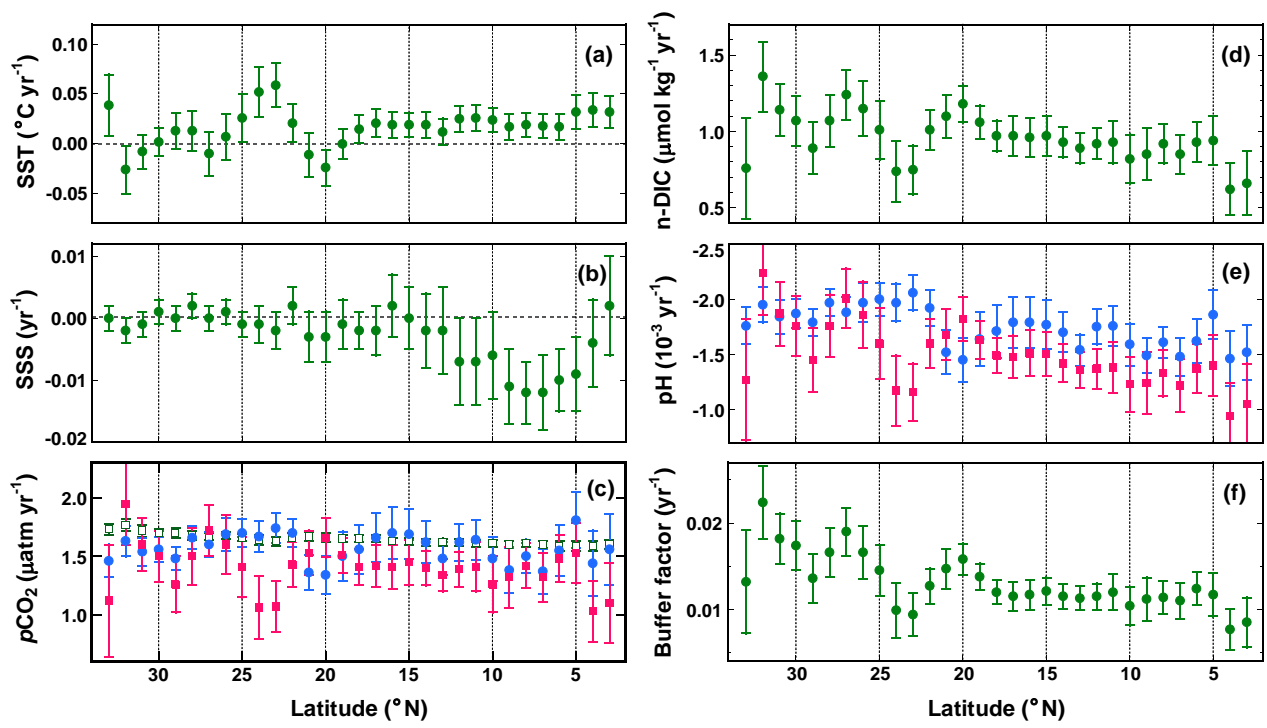 (a)
SST (°C yr⁻¹)
0.10
0.05
0.00
-0.05
(b)
SSS (yr⁻¹)
0.01
0.00
-0.01
-0.02
(c)
pCO₂ (μatm yr⁻¹)
2.0
1.5
1.0
30
25
20
15
10
5
Latitude (°N)
(d)
n-DIC (μmol kg⁻¹ yr⁻¹)
1.5
1.0
0.5
(e)
pH (10⁻³ yr⁻¹)
-2.5
-2.0
-1.5
-1.0
(f)
Buffer factor (yr⁻¹)
0.02
0.01
30
25
20
15
10
5
Latitude (°N)